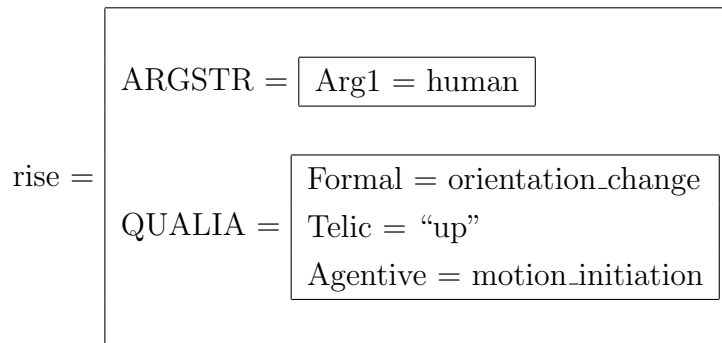 ARGSTR = Arg1 = human
rise =
Formal = orientation_change
QUALIA = Telic = “up”
Agentive = motion_initiation